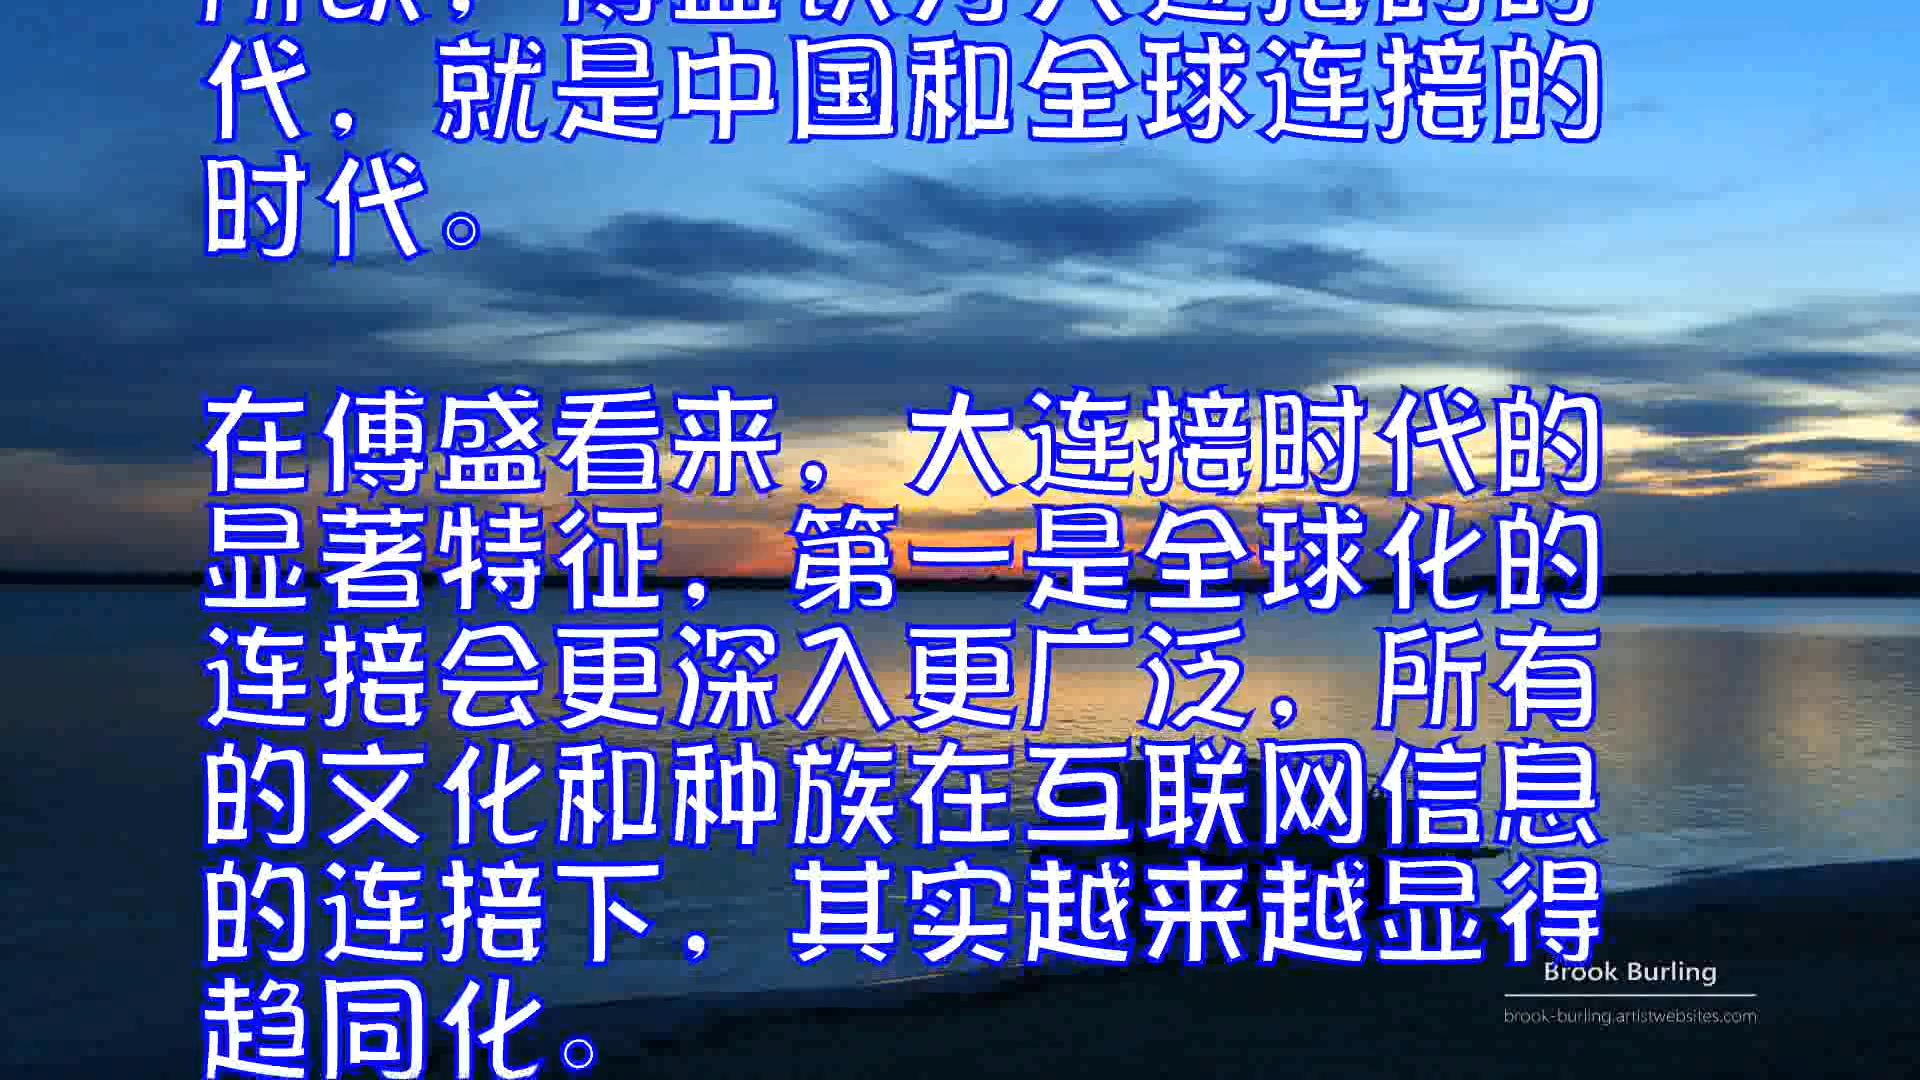 代，就是中国和全球连接的
时代。
在傅盛看来，大连接时代的
显著特征，第一是全球化的
连接会更深入更广泛，所有
的文化和种族在互联网信息
的连接下，其实越来越显得
趋同化。
Brook Burling
brook-burling.artistwebsites.com